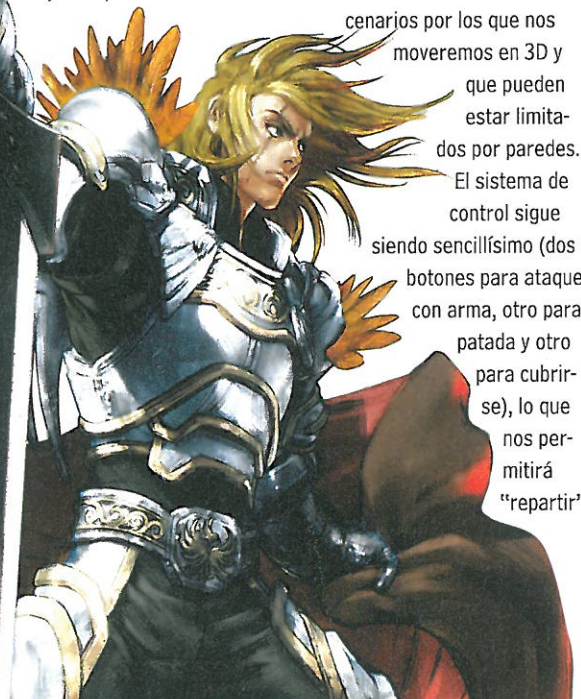 cenarios por los que nos
moveremos en 3D y
que pueden
estar limita-
dos por paredes.
El sistema de
control sigue
siendo sencillísimo (dos
botones para ataque
con arma, otro para
patada y otro
para cubrir-
se), lo que
nos per-
mitirá
"repartir"